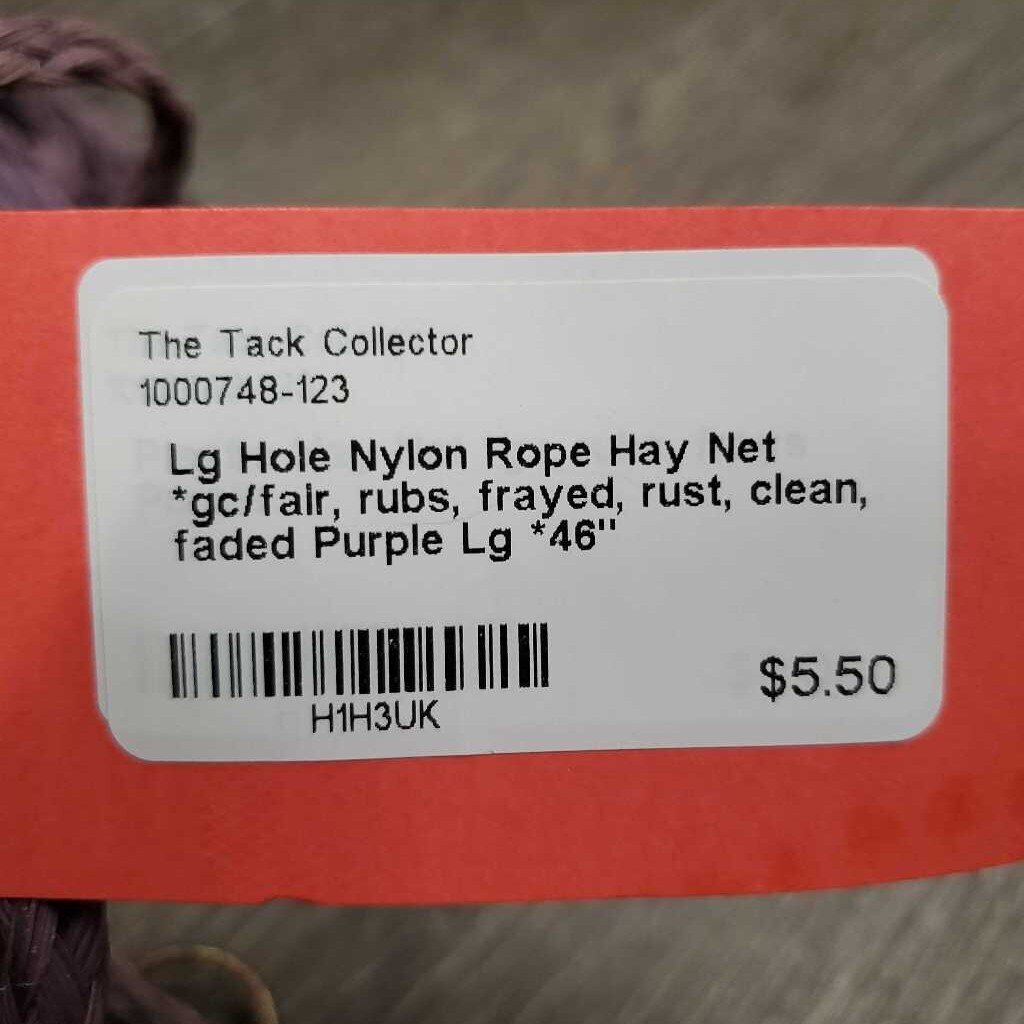 The Tack Collector
1000748-123
Lg Hole Nylon Rope Hay Net
*gc/fair, rubs, frayed, rust, clean,
faded Purple Lg *46"
H1H3UK
$5.50